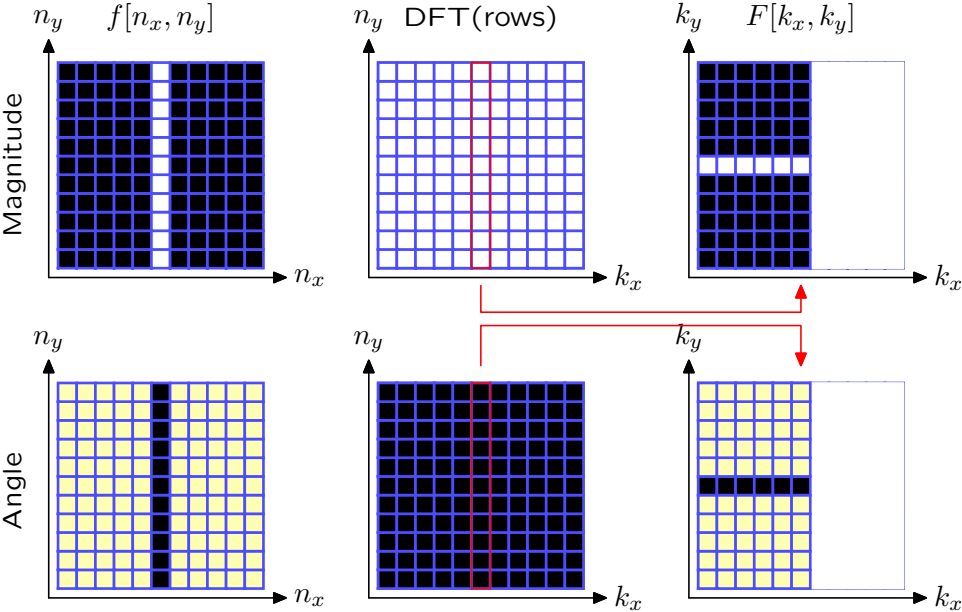 n_y f[n_x, n_y]
n_y DFT(rows)
k_y F[k_x, k_y]
Magnitude
n_x
k_x
k_x
n_y
n_y
k_y
Angle
n_x
k_x
k_x